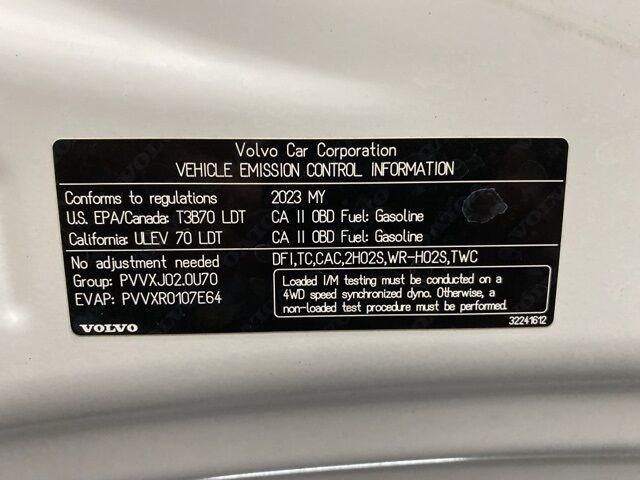 Volvo Car Corporation
VEHICLE EMISSION CONTROL INFORMATION
Conforms to regulations 2023 MY
U.S. EPA/Canada: T3B70 LDT CA II OBD Fuel: Gasoline
California: ULEV 70 LDT CA II OBD Fuel: Gasoline
No adjustment needed DFI,TC,CAC,2HO2S,WR-HO2S,TWC
Group: PVVXJ02.0U70
EVAP: PVVXR0107E64
Loaded I/M testing must be conducted on a
4WD speed synchronized dyno. Otherwise, a
non-loaded test procedure must be performed.
VOLVO 32241612